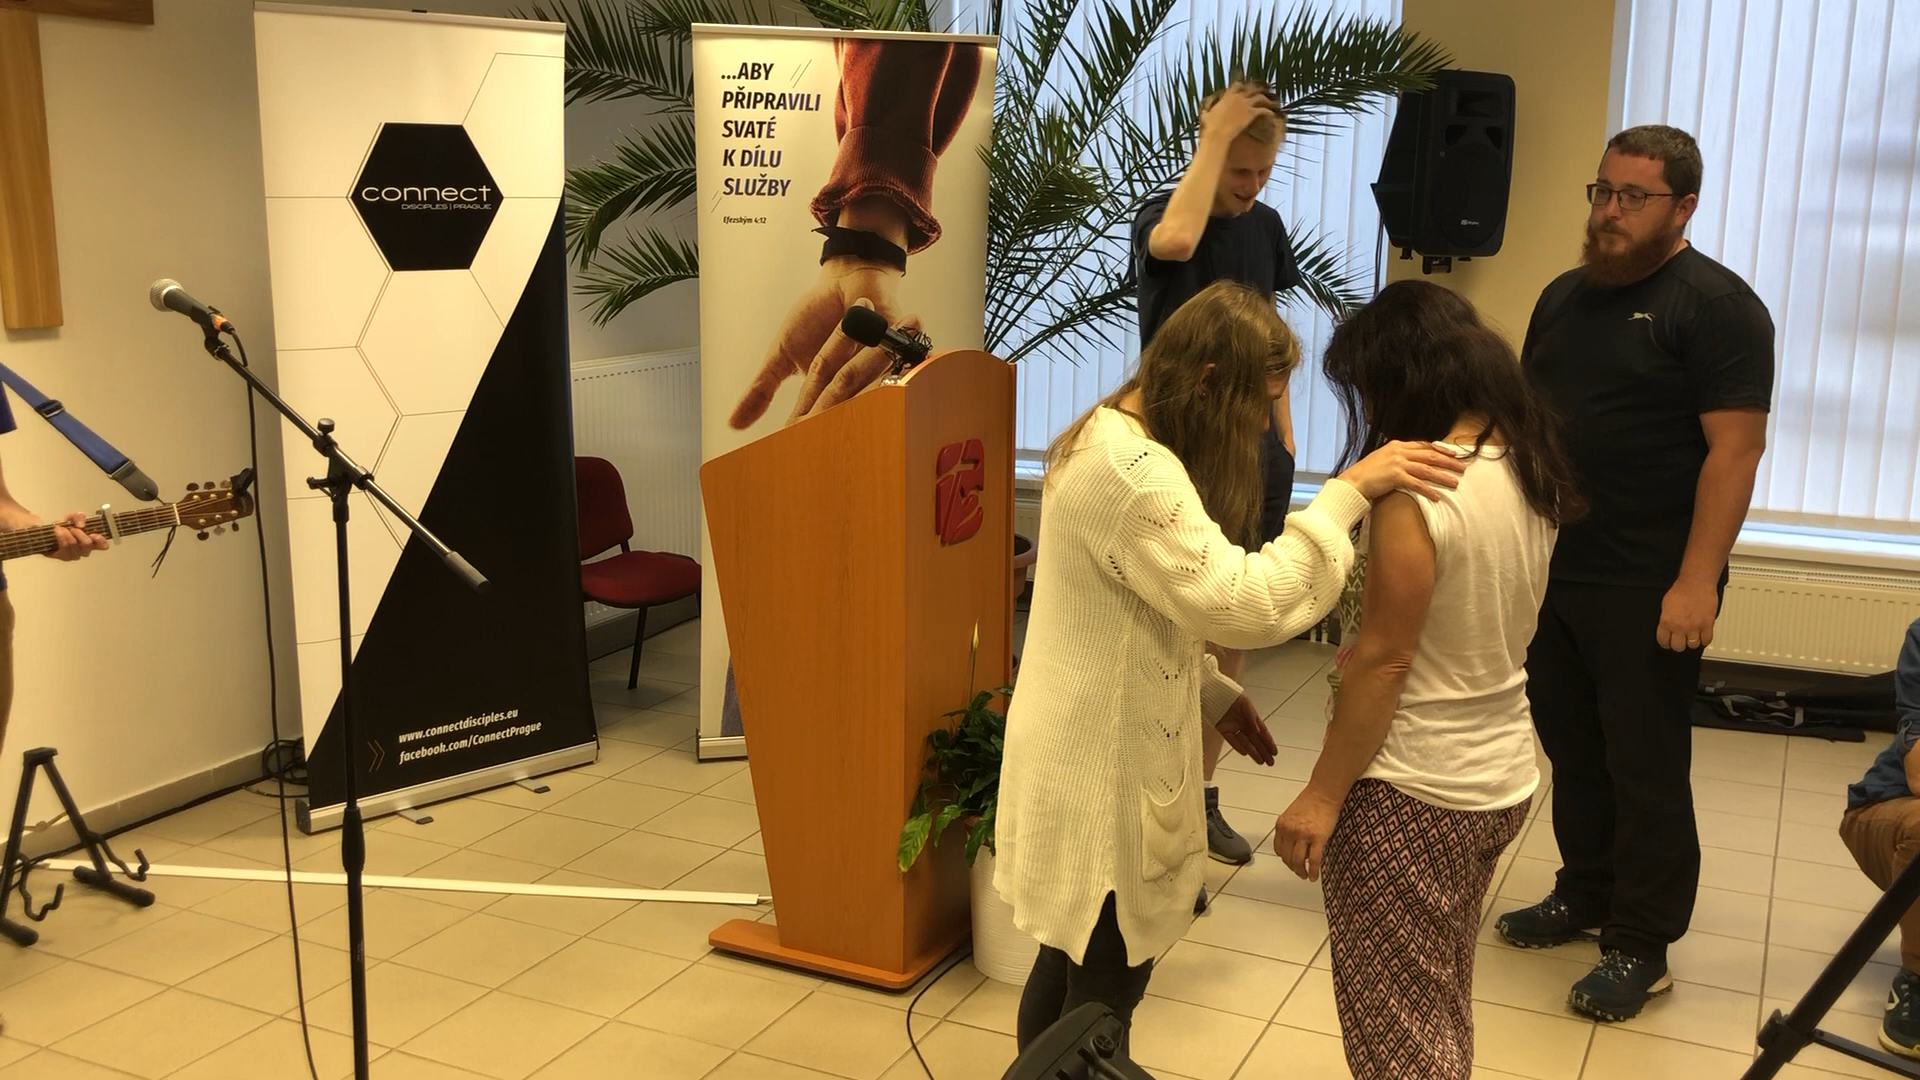 connect
DISCIPLES | PRAGUE
www.connectdisciples.eu
facebook.com/ConnectPrague
...ABY
PŘIPRAVILI
SVATÉ
K DÍLU
SLUŽBY
Efezským 4:12